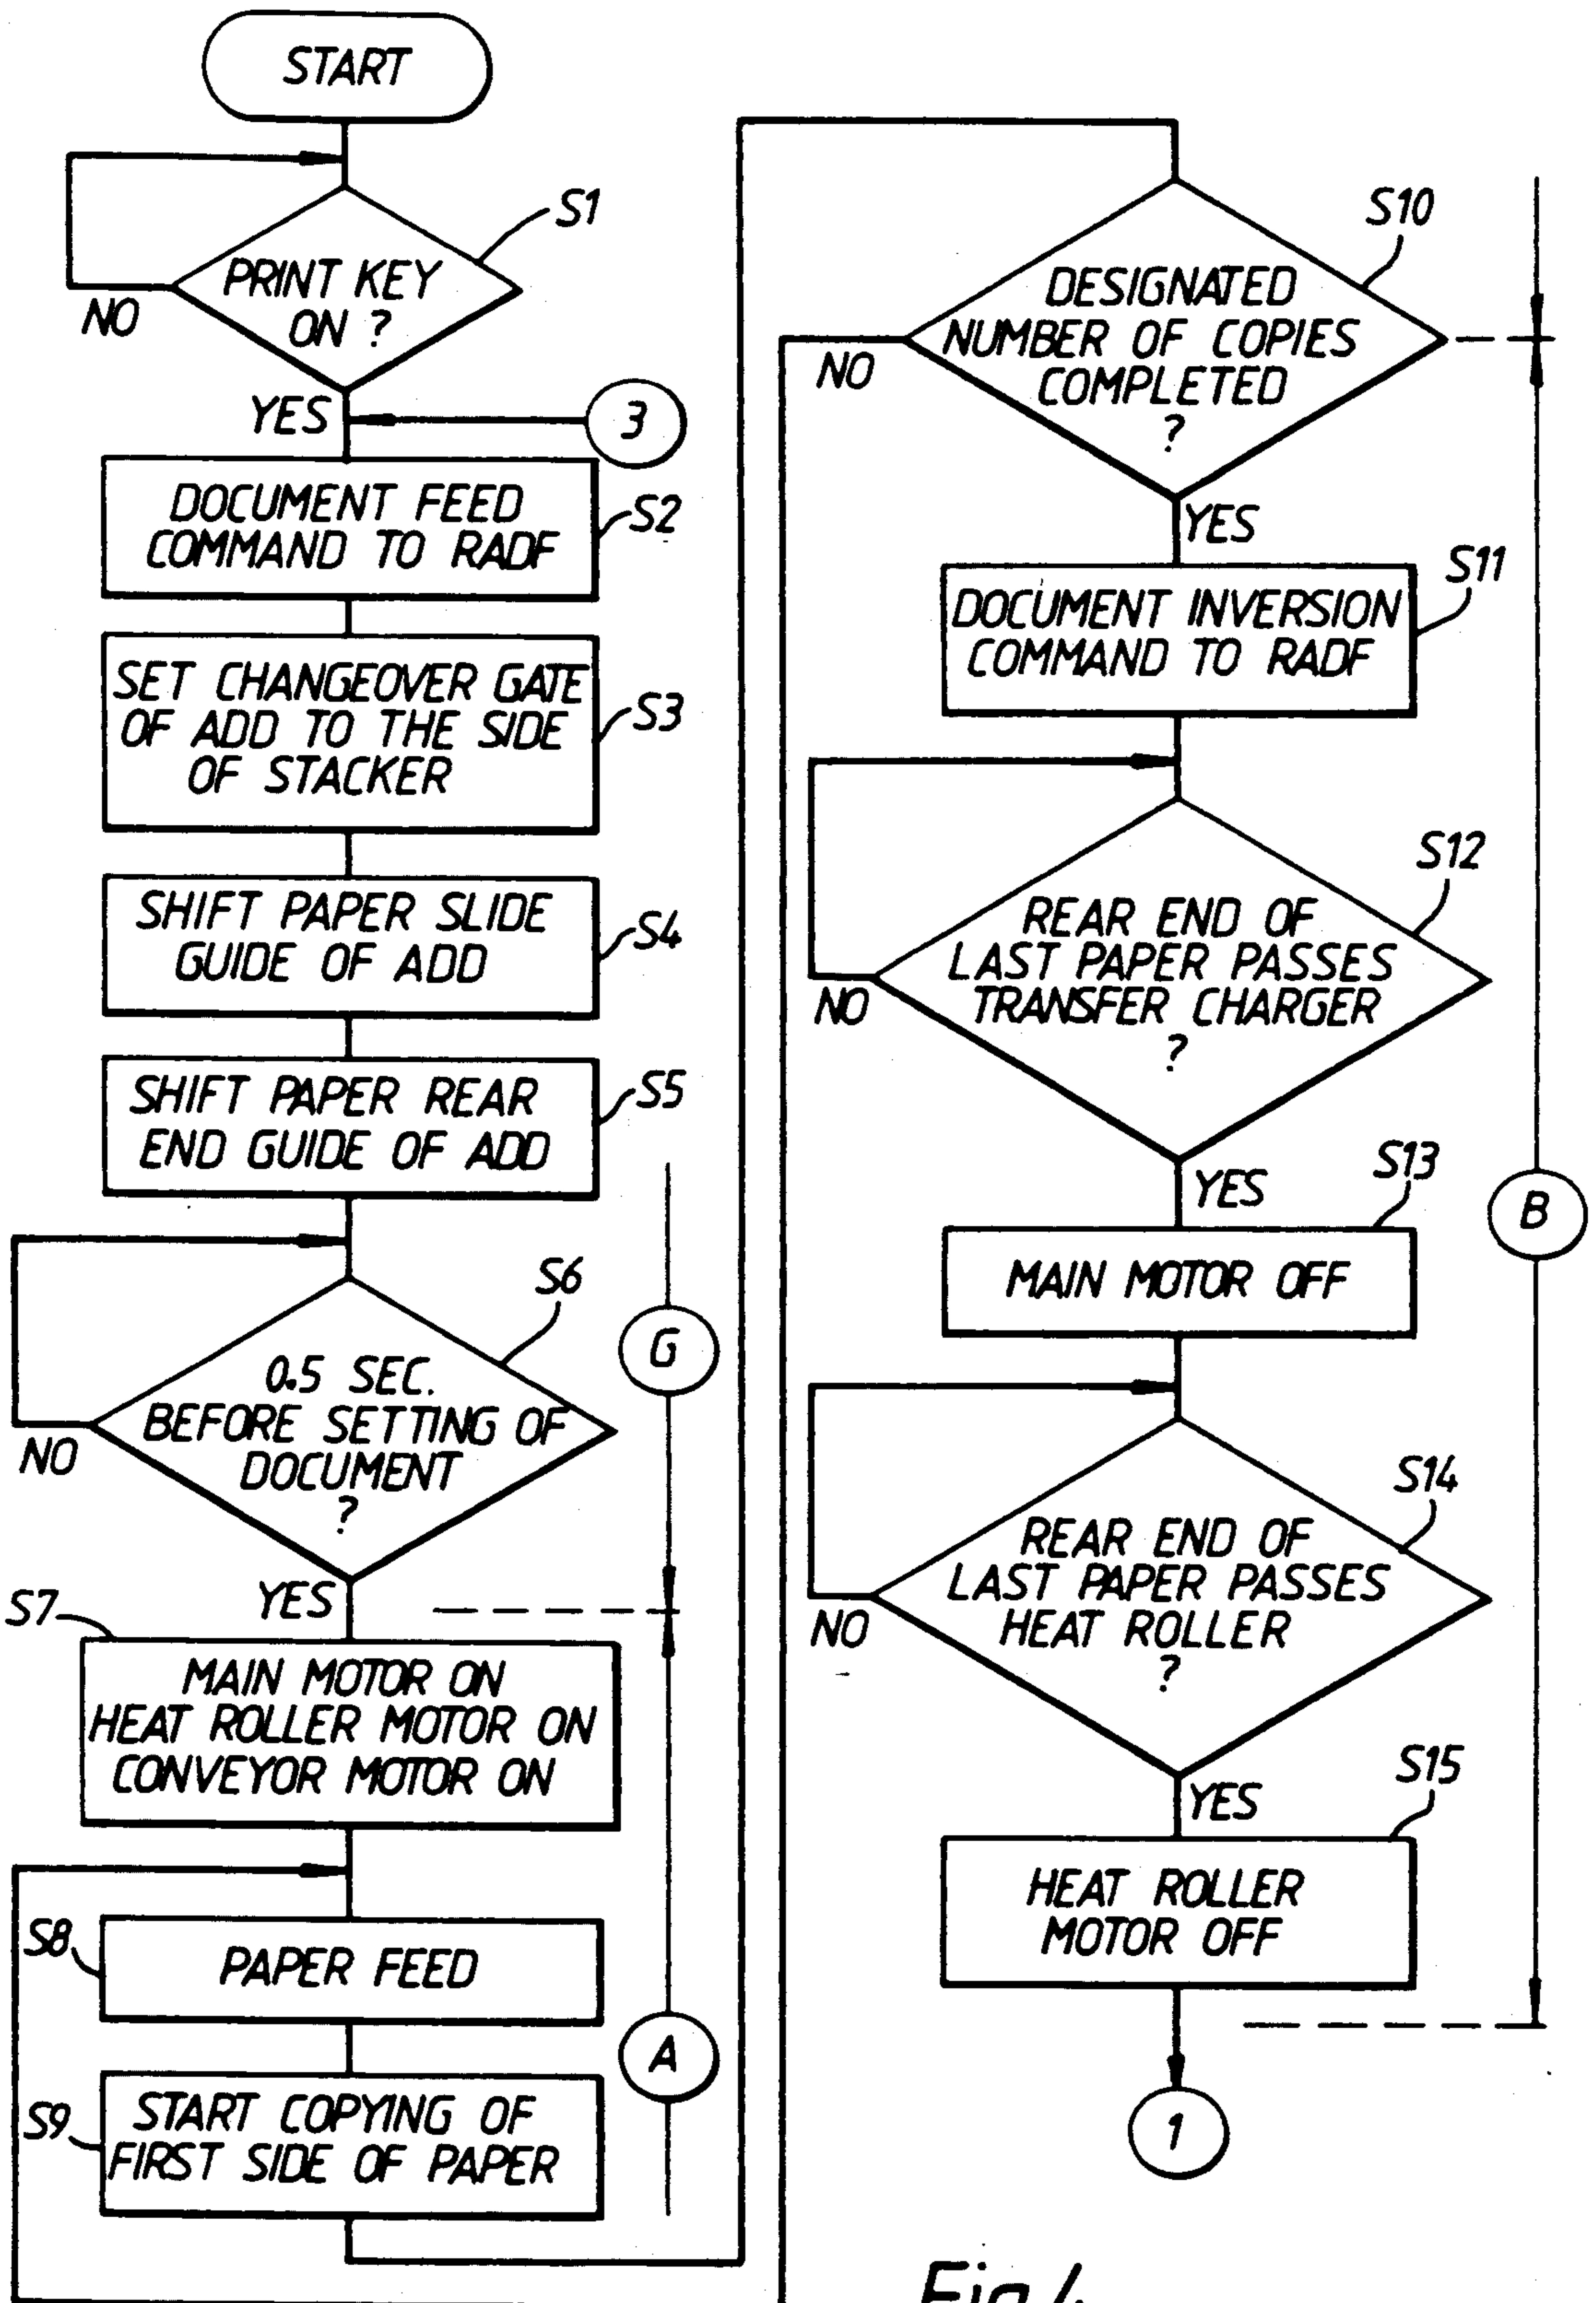 START
S1
PRINT KEY
ON ?
NO
YES
3
DOCUMENT FEED
COMMAND TO RADF
S2
SET CHANGEOVER GATE
OF ADD TO THE SIDE
OF STACKER
S3
SHIFT PAPER SLIDE
GUIDE OF ADD
S4
SHIFT PAPER REAR
END GUIDE OF ADD
S5
S6
0.5 SEC.
BEFORE SETTING OF
DOCUMENT
?
NO
YES
G
S7
MAIN MOTOR ON
HEAT ROLLER MOTOR ON
CONVEYOR MOTOR ON
S8
PAPER FEED
A
S9
START COPYING OF
FIRST SIDE OF PAPER
S10
DESIGNATED
NUMBER OF COPIES
COMPLETED
?
NO
YES
S11
DOCUMENT INVERSION
COMMAND TO RADF
S12
REAR END OF
LAST PAPER PASSES
TRANSFER CHARGER
?
NO
YES
S13
B
MAIN MOTOR OFF
S14
REAR END OF
LAST PAPER PASSES
HEAT ROLLER
?
NO
YES
S15
HEAT ROLLER
MOTOR OFF
1
Fig.4